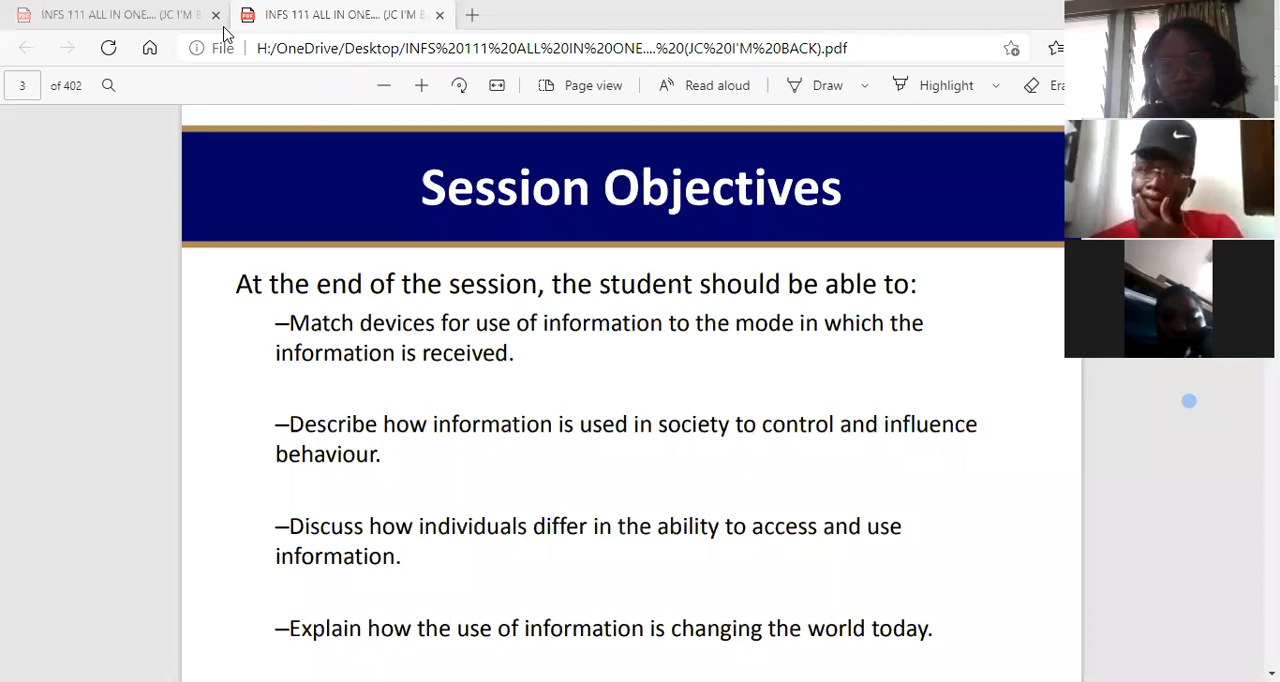 INFS 111 ALL IN ONE.... (JC I'M B
INFS 111 ALL IN ONE.... (JC I'M B
File
H:/OneDrive/Desktop/INFS%20111%20ALL%20IN%20ONE....%20(JC%20I'M%20BACK).pdf
3 of 402
Page view
Read aloud
Draw
Highlight
Era
Session Objectives
At the end of the session, the student should be able to:
–Match devices for use of information to the mode in which the
information is received.
–Describe how information is used in society to control and influence
behaviour.
–Discuss how individuals differ in the ability to access and use
information.
–Explain how the use of information is changing the world today.